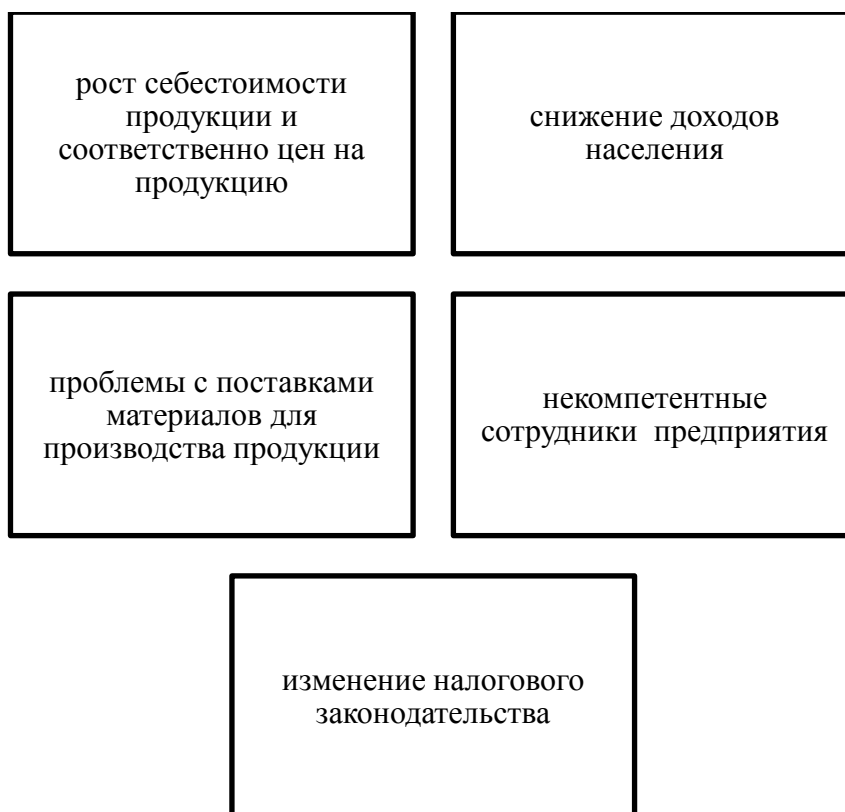 рост себестоимости
продукции и
соответственно цен на
продукцию
снижение доходов
населения
проблемы с поставками
материалов для
производства продукции
некомпетентные
сотрудники  предприятия
изменение налогового
законодательства